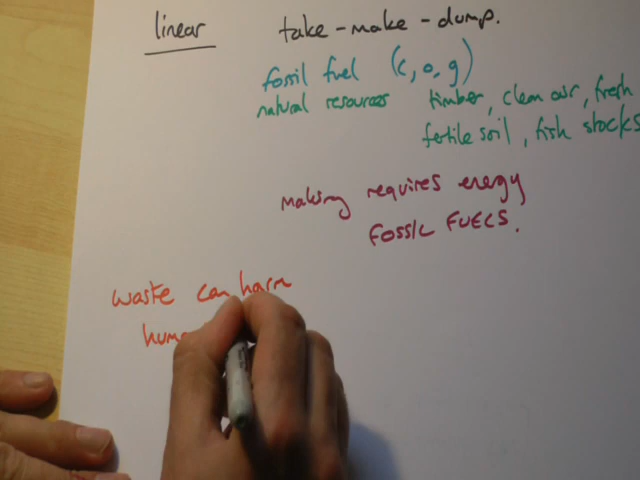 linear take-make-dump.
fossil fuel (c, o, g)
natural resources timber, clean air, fresh
fertile soil, fish stocks
making requires energy
FOSSIL FUELS.
waste can harm